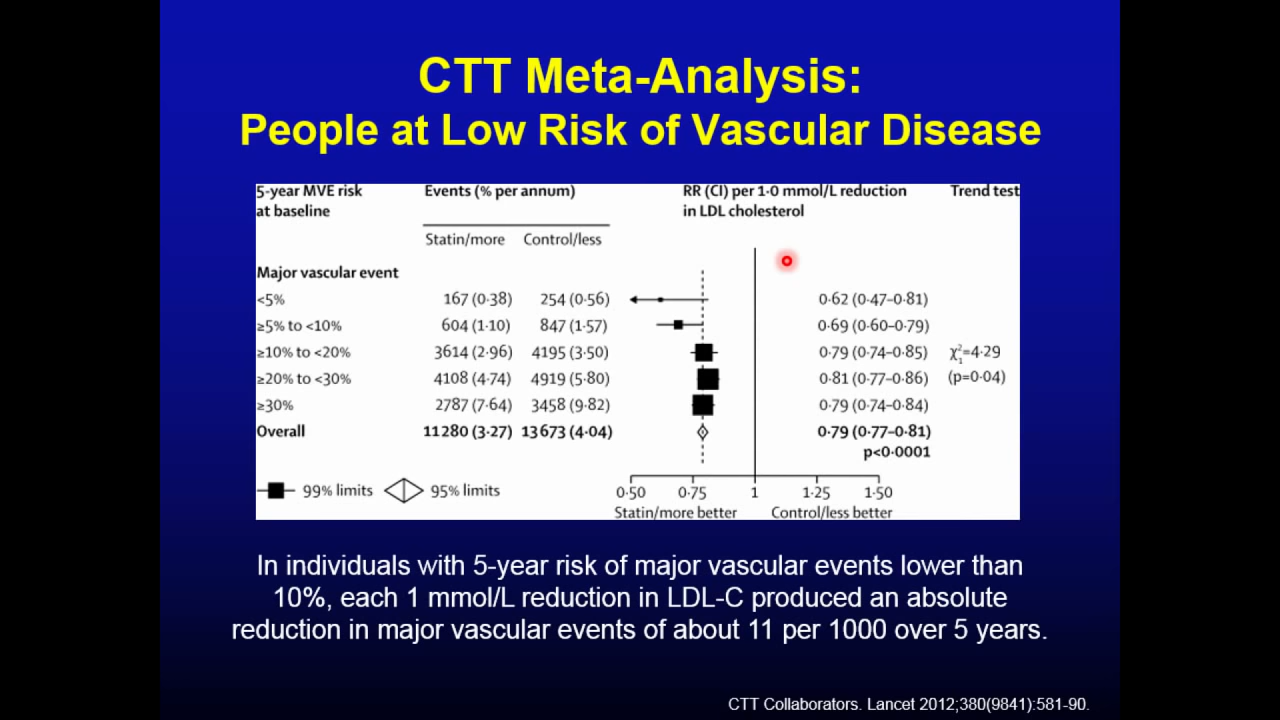 CTT Meta-Analysis:
People at Low Risk of Vascular Disease
5-year MVE risk at baseline Events (% per annum) RR (CI) per 1·0 mmol/L reduction in LDL cholesterol Trend test
Statin/more Control/less
Major vascular event
<5% 167 (0·38) 254 (0·56) 0·62 (0·47–0·81)
≥5% to <10% 604 (1·10) 847 (1·57) 0·69 (0·60–0·79)
≥10% to <20% 3614 (2·96) 4195 (3·50) 0·79 (0·74–0·85) χ²₁=4·29
≥20% to <30% 4108 (4·74) 4919 (5·80) 0·81 (0·77–0·86) (p=0·04)
≥30% 2787 (7·64) 3458 (9·82) 0·79 (0·74–0·84)
Overall 11280 (3·27) 13673 (4·04) 0·79 (0·77–0·81)
p<0·0001
99% limits 95% limits
0·50 0·75 1 1·25 1·50
Statin/more better Control/less better
In individuals with 5-year risk of major vascular events lower than
10%, each 1 mmol/L reduction in LDL-C produced an absolute
reduction in major vascular events of about 11 per 1000 over 5 years.
CTT Collaborators. Lancet 2012;380(9841):581-90.